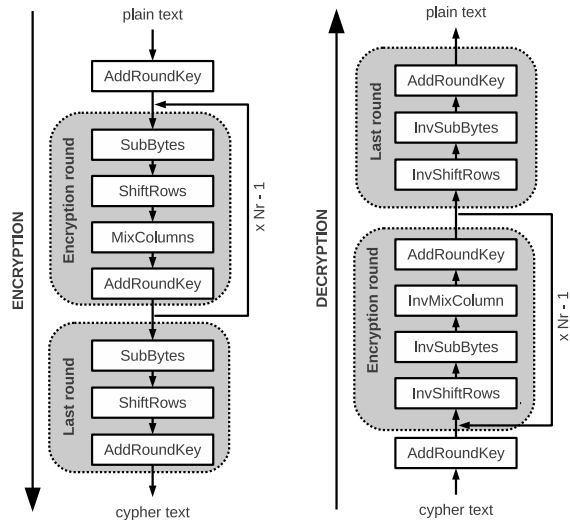 plain text
AddRoundKey
SubBytes
ShiftRows
MixColumns
AddRoundKey
Encryption round
x Nr - 1
ENCRYPTION
SubBytes
ShiftRows
AddRoundKey
Last round
cypher text
plain text
AddRoundKey
InvSubBytes
InvShiftRows
Last round
DECRYPTION
AddRoundKey
InvMixColumn
InvSubBytes
InvShiftRows
Encryption round
x Nr - 1
AddRoundKey
cypher text